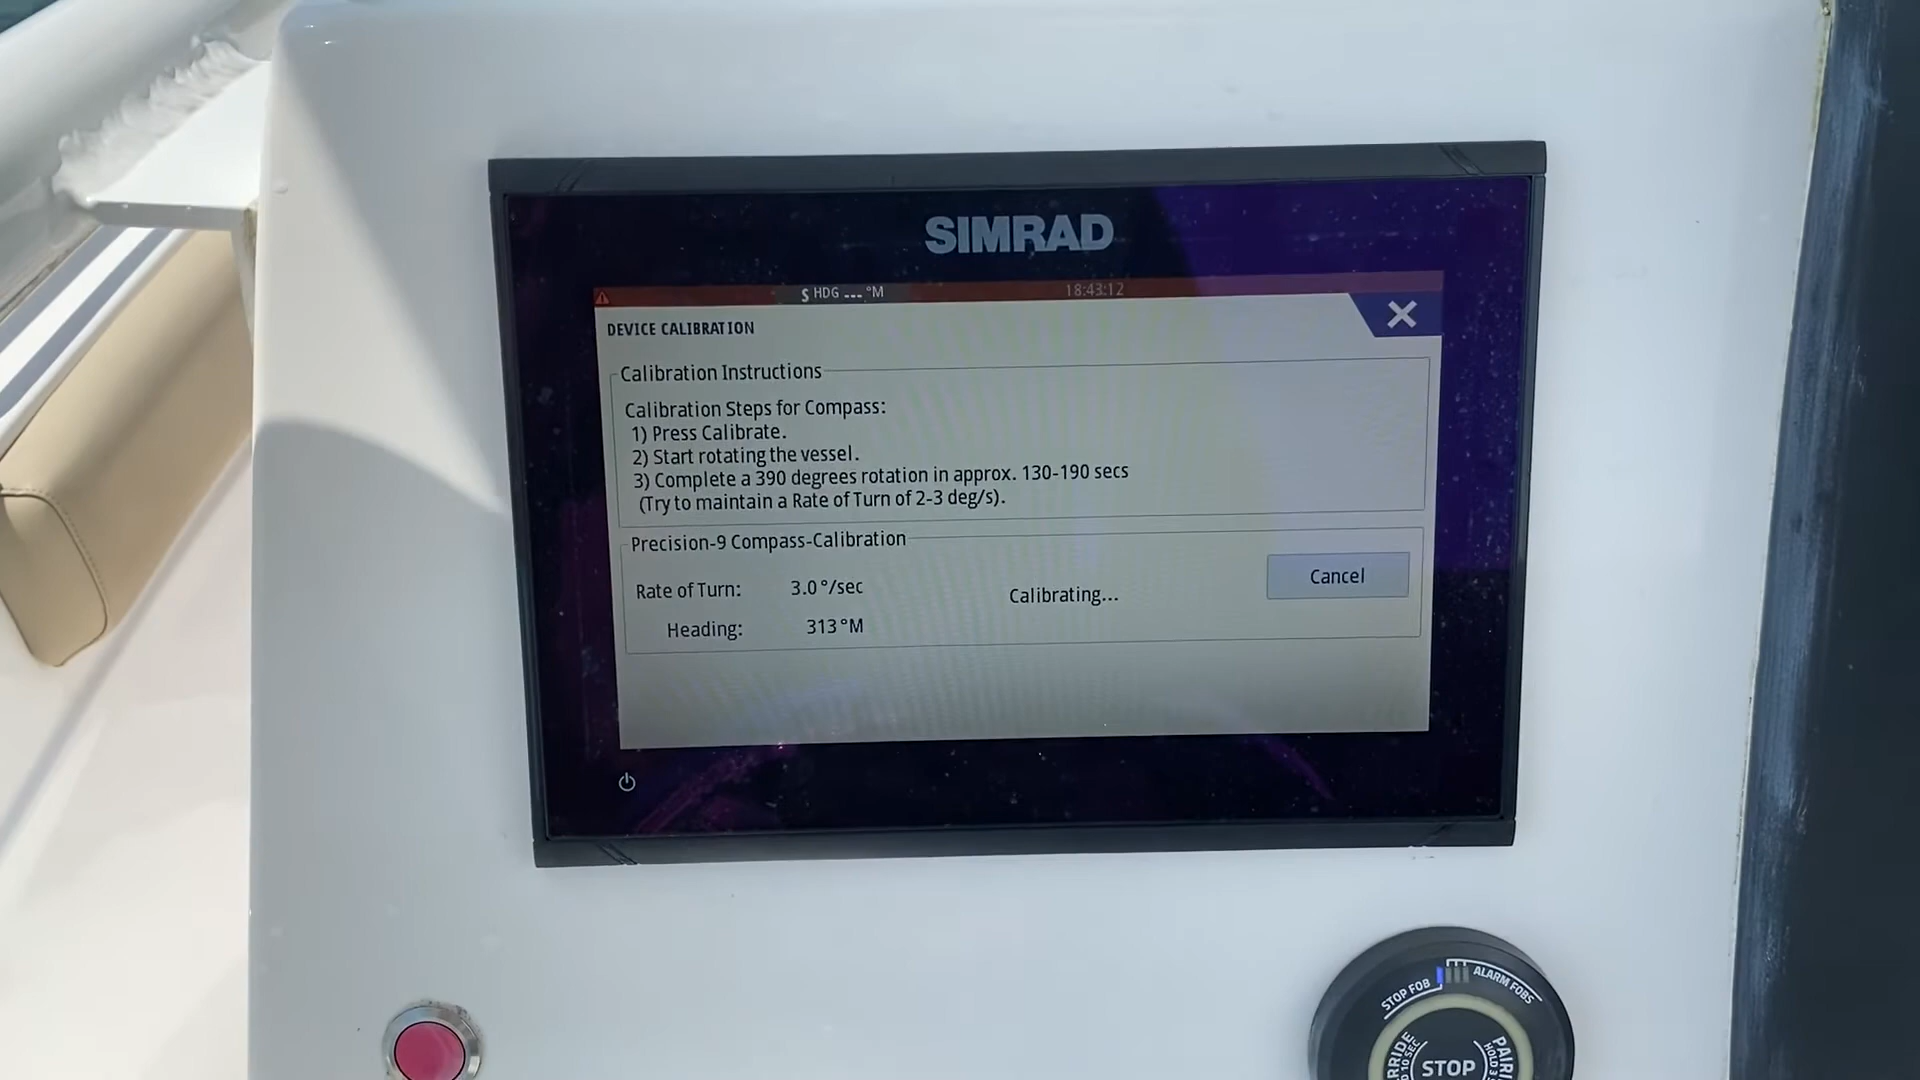 SIMRAD
S HDG --- °M
18:43:12
DEVICE CALIBRATION
Calibration Instructions
Calibration Steps for Compass:
1) Press Calibrate.
2) Start rotating the vessel.
3) Complete a 390 degrees rotation in approx. 130-190 secs
(Try to maintain a Rate of Turn of 2-3 deg/s).
Precision-9 Compass-Calibration
Rate of Turn: 3.0 °/sec
Calibrating...
Cancel
Heading: 313 °M
STOP FOB
ALARM FOBS
STOP